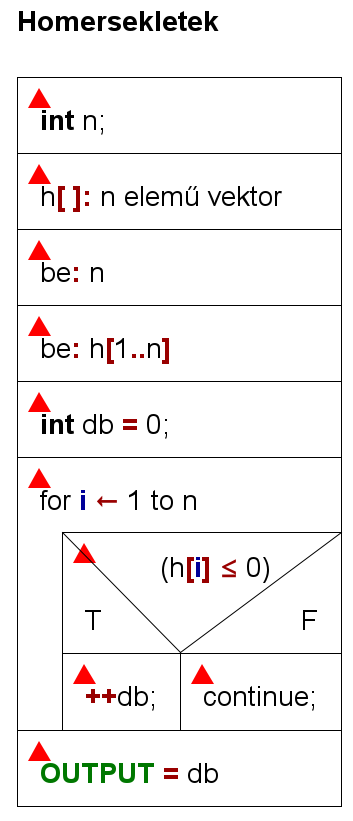 Homersekletek
int n;
h[ ]: n elemű vektor
be: n
be: h[1..n]
int db = 0;
for i ← 1 to n
(h[i] ≤ 0)
T F
++db; continue;
OUTPUT = db